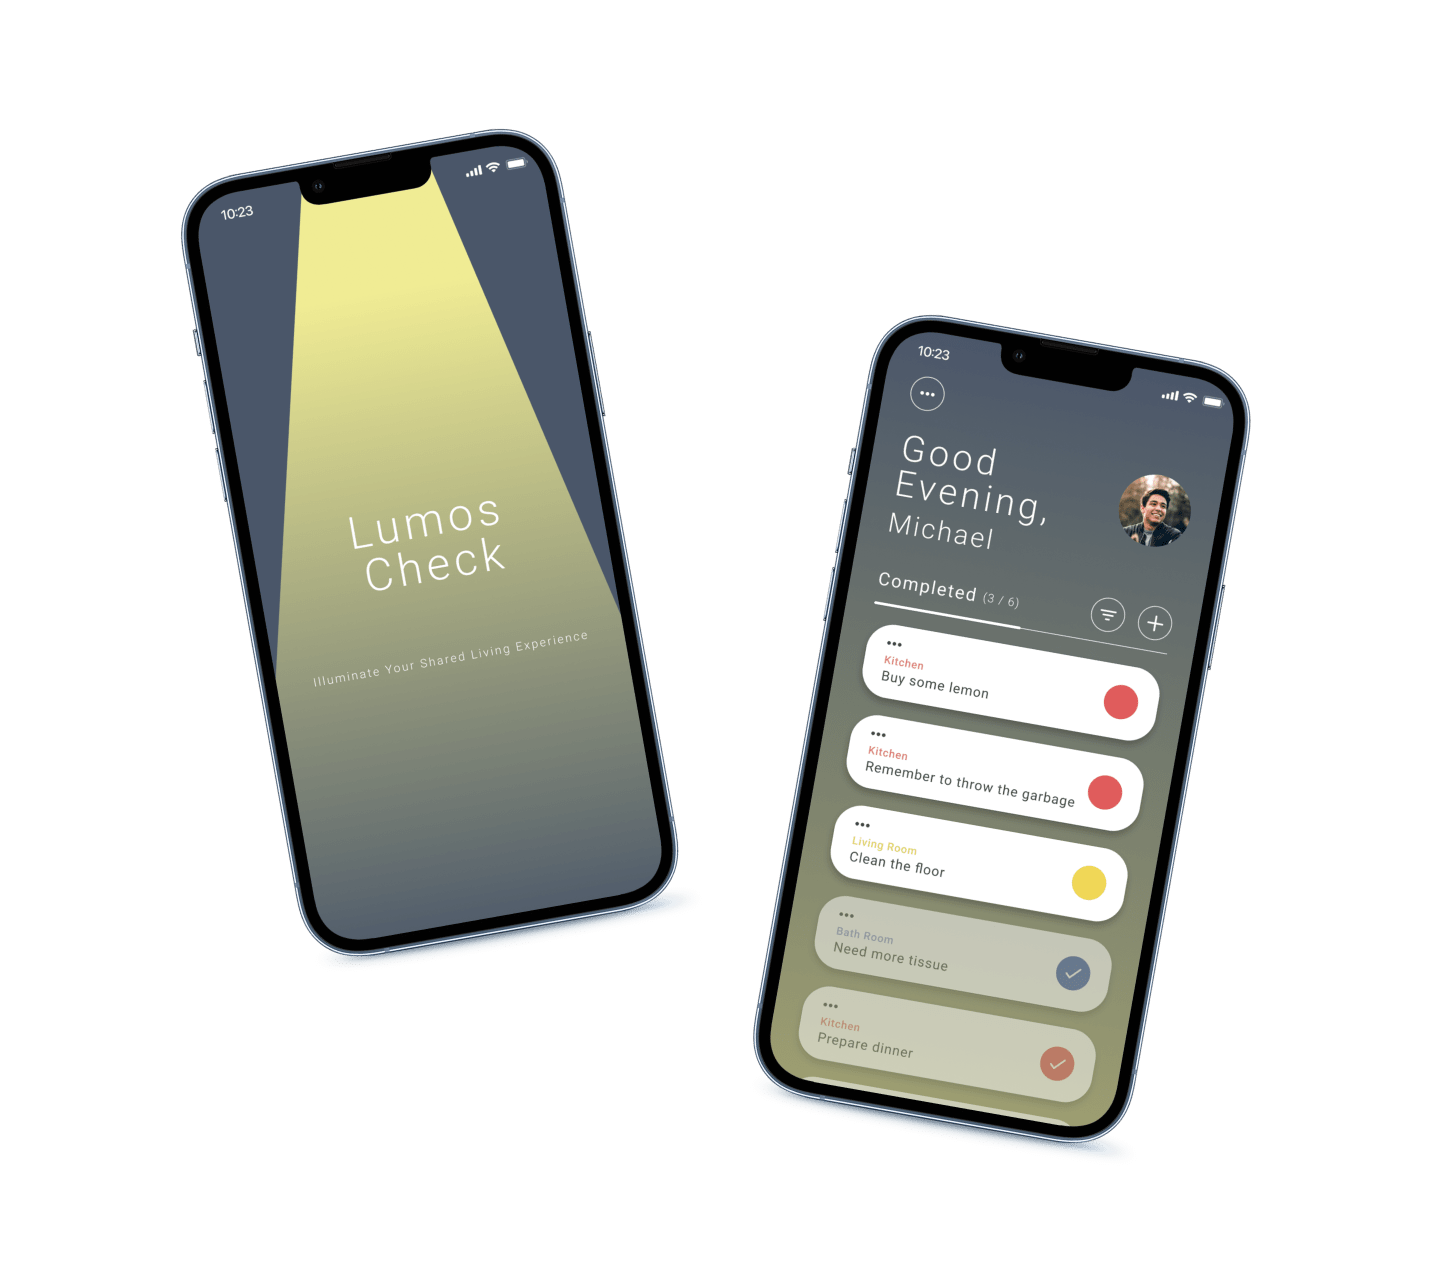 10:23
Lumos
Check
Illuminate Your Shared Living Experience
10:23
Good
Evening,
Michael
Completed (3 / 6)
Kitchen
Buy some lemon
Kitchen
Remember to throw the garbage
Living Room
Clean the floor
Bath Room
Need more tissue
Kitchen
Prepare dinner